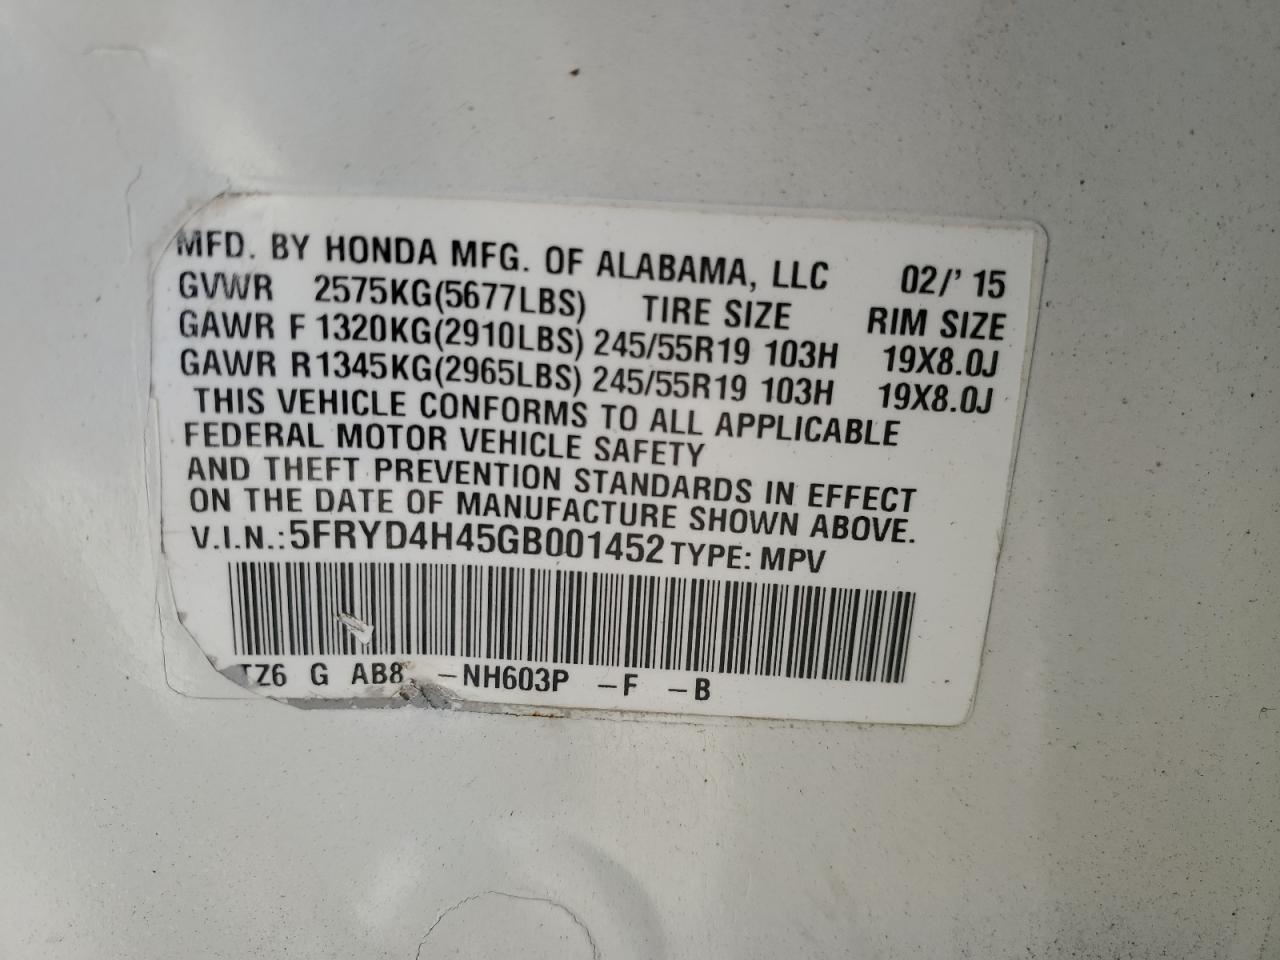 MFD. BY HONDA MFG. OF ALABAMA, LLC 02/' 15
GVWR 2575KG(5677LBS) TIRE SIZE RIM SIZE
GAWR F 1320KG(2910LBS) 245/55R19 103H 19X8.0J
GAWR R1345KG(2965LBS) 245/55R19 103H 19X8.0J
THIS VEHICLE CONFORMS TO ALL APPLICABLE
FEDERAL MOTOR VEHICLE SAFETY
AND THEFT PREVENTION STANDARDS IN EFFECT
ON THE DATE OF MANUFACTURE SHOWN ABOVE.
V.I.N.: 5FRYD4H45GB001452 TYPE: MPV
TZ6 G AB8 -NH603P -F -B